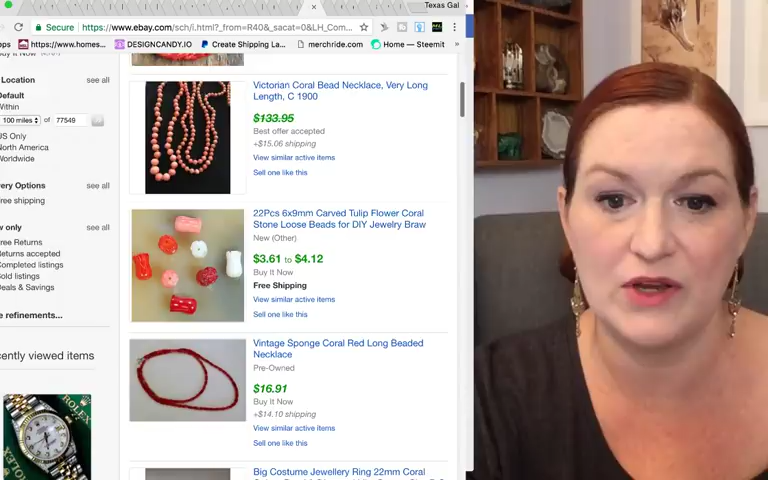 Texas Gal
Secure
https://www.ebay.com/sch/i.html?_from=R40&_sacat=0&LH_Com...
https://www.homes...
DESIGNCANDY.IO
Create Shipping La...
merchride.com
Home — Steemit
»
Location
see all
Default
Within
100 miles
of
77549
US Only
North America
Worldwide
very Options
see all
ree shipping
w only
see all
ree Returns
eturns accepted
ompleted listings
old listings
eals & Savings
e refinements...
cently viewed items
ROLEX
Victorian Coral Bead Necklace, Very Long
Length, C 1900
$133.95
Best offer accepted
+$15.06 shipping
View similar active items
Sell one like this
22Pcs 6x9mm Carved Tulip Flower Coral
Stone Loose Beads for DIY Jewelry Braw
New (Other)
$3.61 to $4.12
Buy It Now
Free Shipping
View similar active items
Sell one like this
Vintage Sponge Coral Red Long Beaded
Necklace
Pre-Owned
$16.91
Buy It Now
+$14.10 shipping
View similar active items
Sell one like this
Big Costume Jewellery Ring 22mm Coral